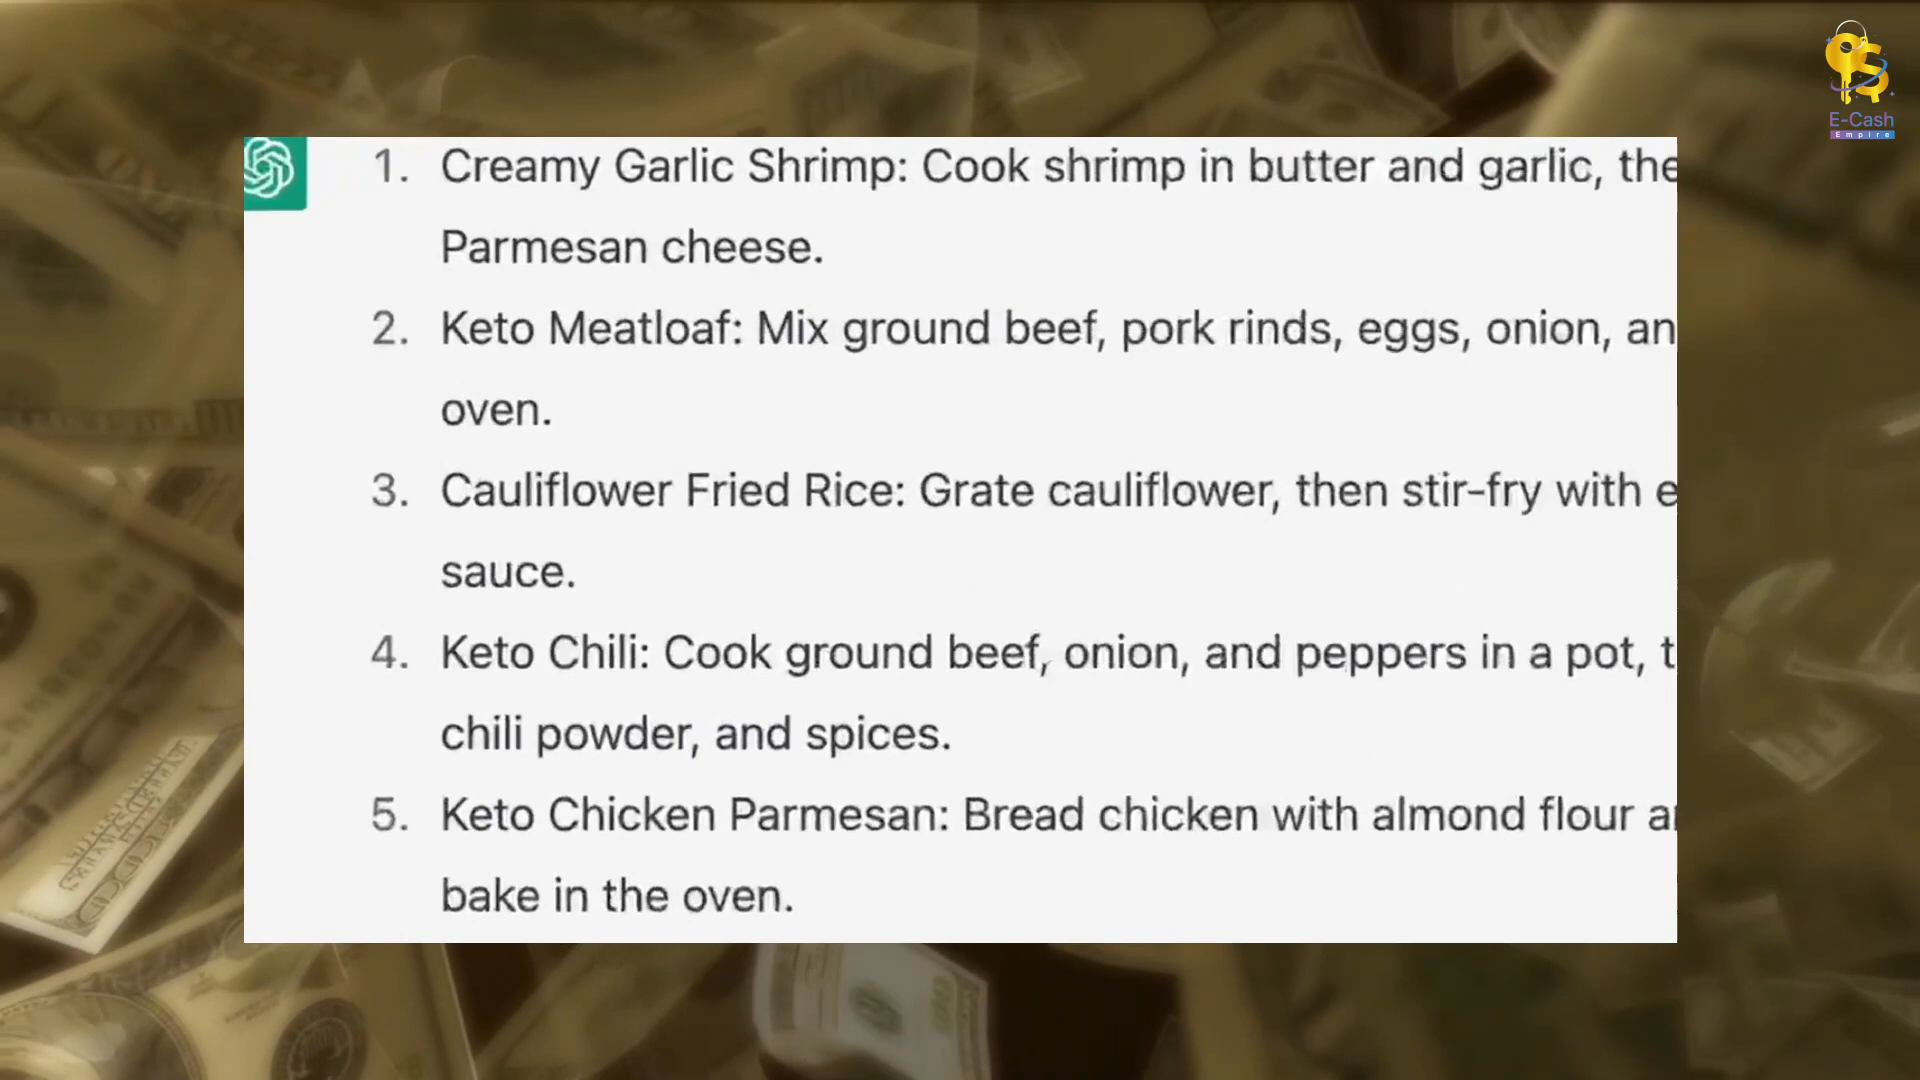 E-Cash
Empire
1. Creamy Garlic Shrimp: Cook shrimp in butter and garlic, the
Parmesan cheese.
2. Keto Meatloaf: Mix ground beef, pork rinds, eggs, onion, an
oven.
3. Cauliflower Fried Rice: Grate cauliflower, then stir-fry with e
sauce.
4. Keto Chili: Cook ground beef, onion, and peppers in a pot, t
chili powder, and spices.
5. Keto Chicken Parmesan: Bread chicken with almond flour a
bake in the oven.